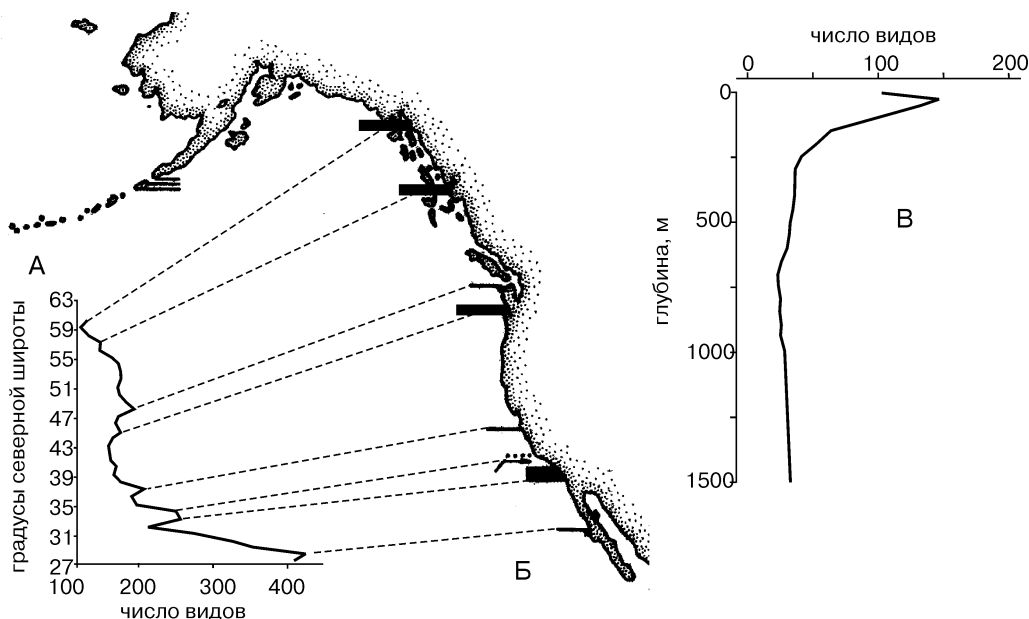 число видов
0 100 200
0
500
1000
1500
глубина, м
В
А
63
59
55
51
47
43
39
35
31
27
градусы северной широты
100 200 300 400
число видов
Б